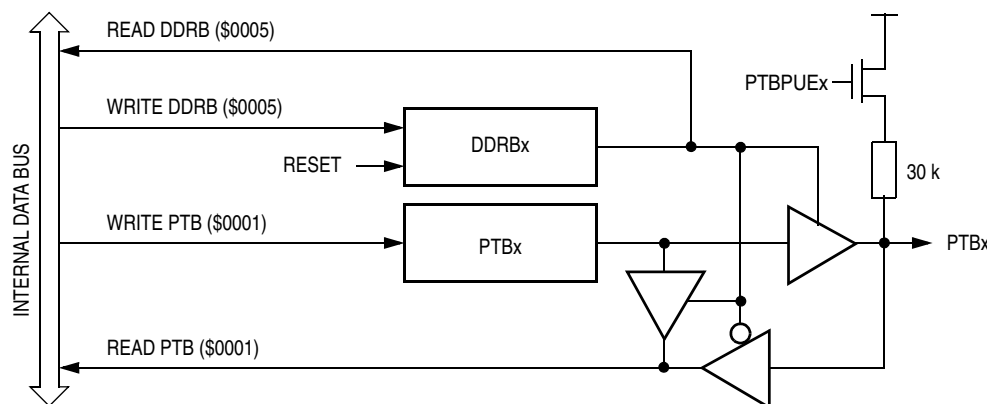 READ DDRB ($0005)
WRITE DDRB ($0005)
RESET
DDRBx
WRITE PTB ($0001)
PTBx
READ PTB ($0001)
INTERNAL DATA BUS
PTBPUEx
30 k
PTBx